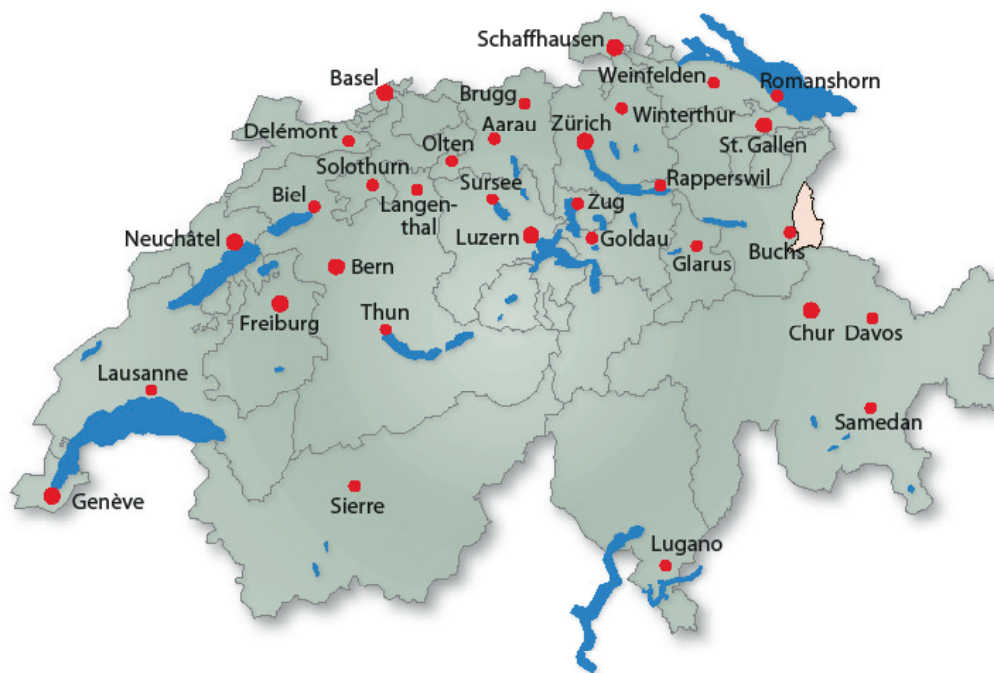 Schaffhausen
Basel
Weinfelden
Romanshorn
Brugg
Winterthur
Delémont
Aarau
Zürich
Olten
St. Gallen
Solothurn
Sursee
Rapperswil
Biel
Langen-
thal
Zug
Neuchâtel
Luzern
Goldau
Buchs
Bern
Glarus
Freiburg
Thun
Chur
Davos
Lausanne
Samedan
Genève
Sierre
Lugano